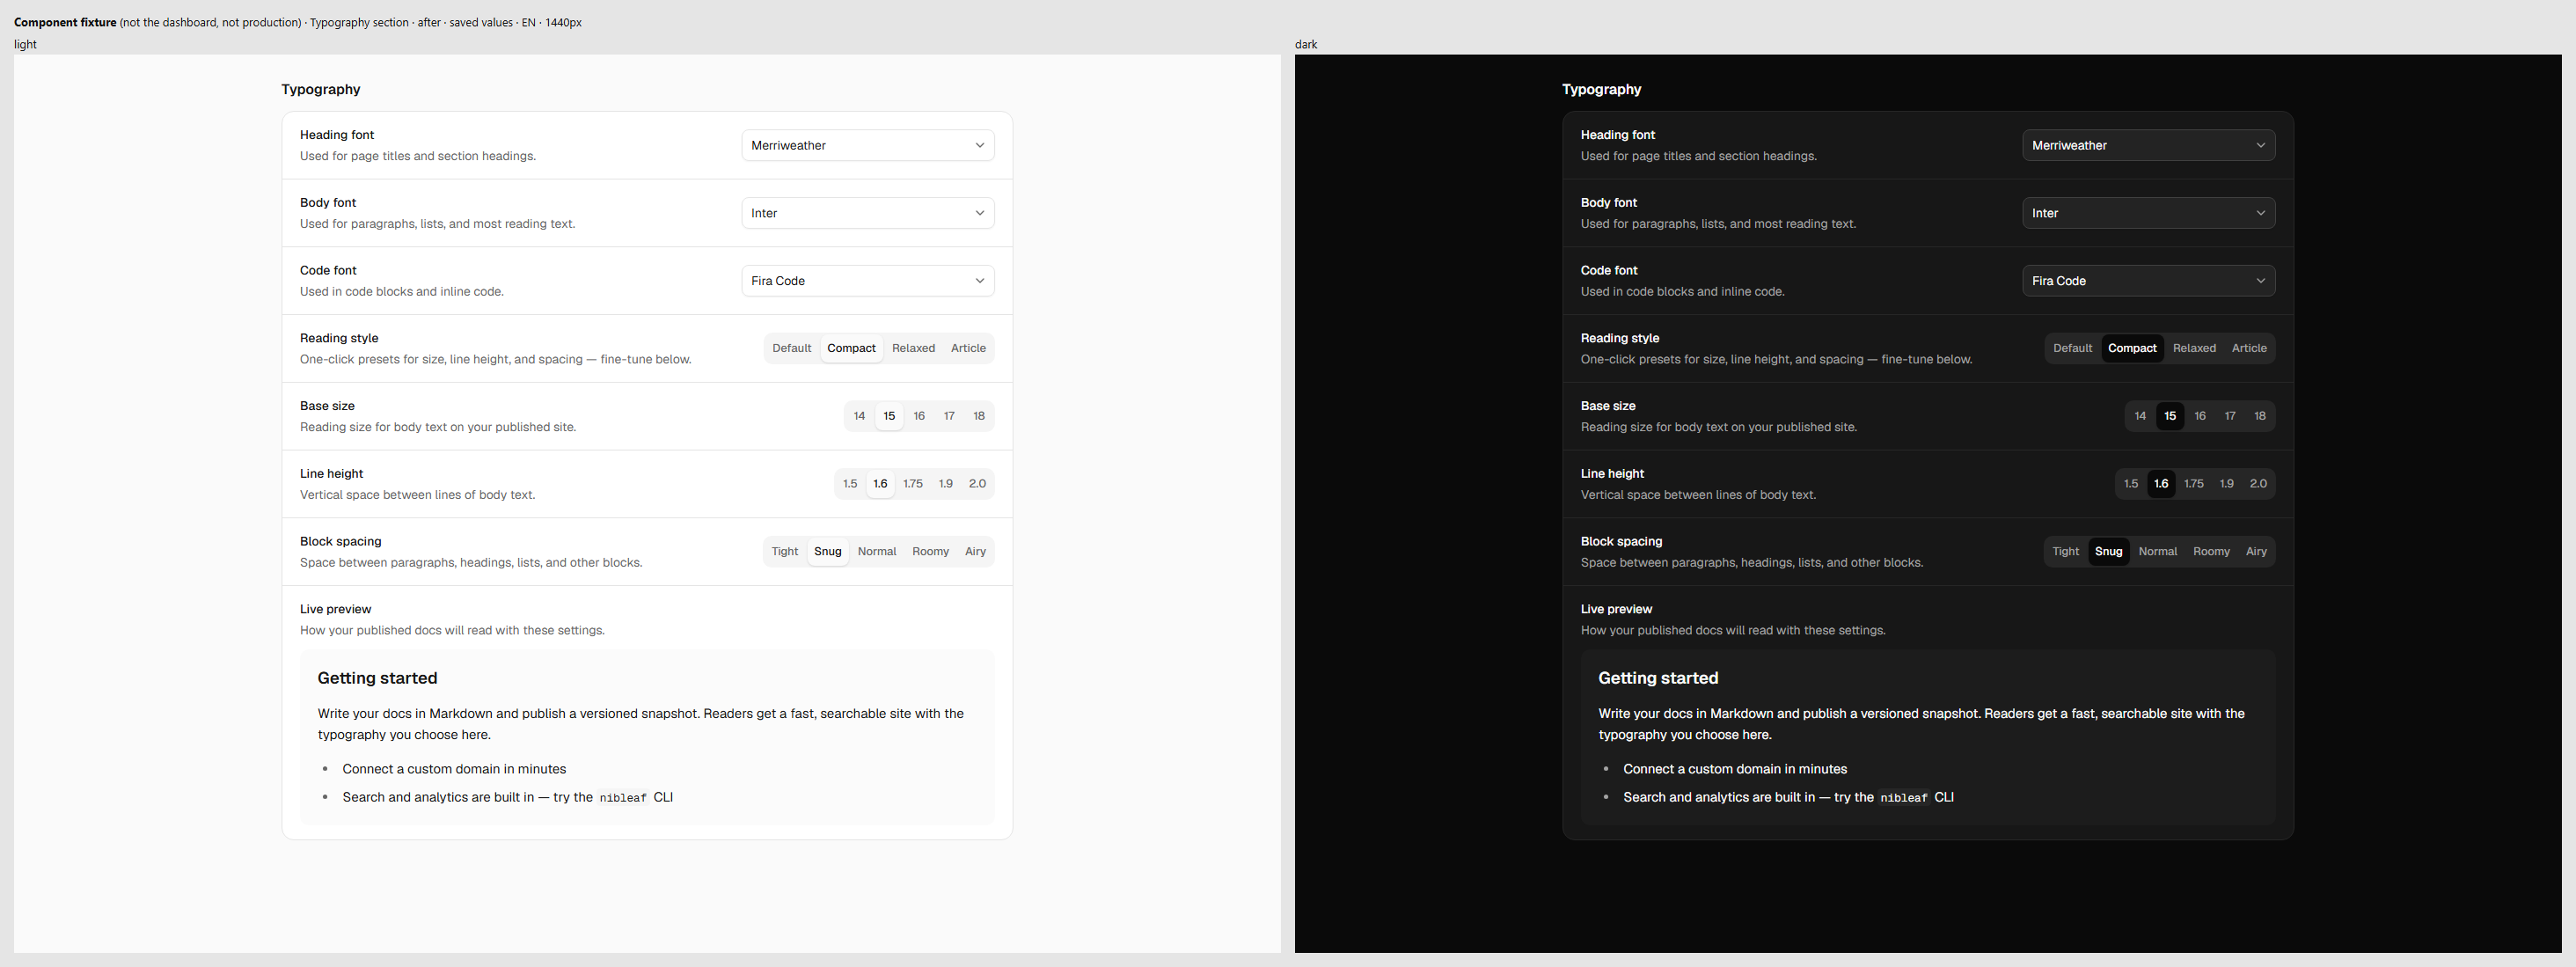 Component fixture (not the dashboard, not production) · Typography section · after · saved values · EN · 1440px
light
Typography
Heading font
Used for page titles and section headings.
Merriweather
Body font
Used for paragraphs, lists, and most reading text.
Inter
Code font
Used in code blocks and inline code.
Fira Code
Reading style
One-click presets for size, line height, and spacing — fine-tune below.
Default Compact Relaxed Article
Base size
Reading size for body text on your published site.
14 15 16 17 18
Line height
Vertical space between lines of body text.
1.5 1.6 1.75 1.9 2.0
Block spacing
Space between paragraphs, headings, lists, and other blocks.
Tight Snug Normal Roomy Airy
Live preview
How your published docs will read with these settings.
Getting started
Write your docs in Markdown and publish a versioned snapshot. Readers get a fast, searchable site with the
typography you choose here.
• Connect a custom domain in minutes
• Search and analytics are built in — try the nibleaf CLI
dark
Typography
Heading font
Used for page titles and section headings.
Merriweather
Body font
Used for paragraphs, lists, and most reading text.
Inter
Code font
Used in code blocks and inline code.
Fira Code
Reading style
One-click presets for size, line height, and spacing — fine-tune below.
Default Compact Relaxed Article
Base size
Reading size for body text on your published site.
14 15 16 17 18
Line height
Vertical space between lines of body text.
1.5 1.6 1.75 1.9 2.0
Block spacing
Space between paragraphs, headings, lists, and other blocks.
Tight Snug Normal Roomy Airy
Live preview
How your published docs will read with these settings.
Getting started
Write your docs in Markdown and publish a versioned snapshot. Readers get a fast, searchable site with the
typography you choose here.
• Connect a custom domain in minutes
• Search and analytics are built in — try the nibleaf CLI